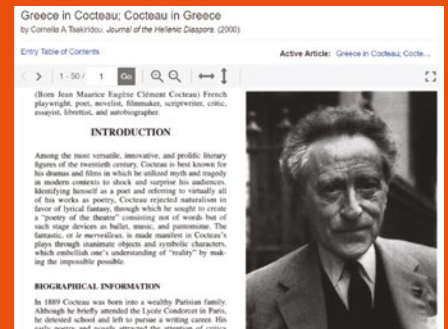 Greece in Cocteau; Cocteau in Greece
by Cornelia A Tsakiridou. Journal of the Hellenic Diaspora. (2000)
Entry Table of Contents
Active Article: Greece in Cocteau; Cocte...
1 - 50 / 1 Go
(Born Jean Maurice Eugène Clément Cocteau) French
playwright, poet, novelist, filmmaker, scriptwriter, critic,
essayist, librettist, and autobiographer.
INTRODUCTION
Among the most versatile, innovative, and prolific literary
figures of the twentieth century, Cocteau is best known for
his dramas and films in which he utilized myth and tragedy
in modern contexts to shock and surprise his audiences.
Identifying himself as a poet and referring to virtually all
of his works as poetry, Cocteau rejected naturalism in
favor of lyrical fantasy, through which he sought to create
a "poetry of the theatre" consisting not of words but of
such stage devices as ballet, music, and pantomime. The
fantastic, or le merveilleux, is made manifest in Cocteau's
plays through inanimate objects and symbolic characters,
which embellish one's understanding of "reality" by mak-
ing the impossible possible.
BIOGRAPHICAL INFORMATION
In 1889 Cocteau was born into a wealthy Parisian family.
Although he briefly attended the Lycée Condorcet in Paris,
he detested school and left to pursue a writing career. His
early poetry and novels attracted the attention of critics